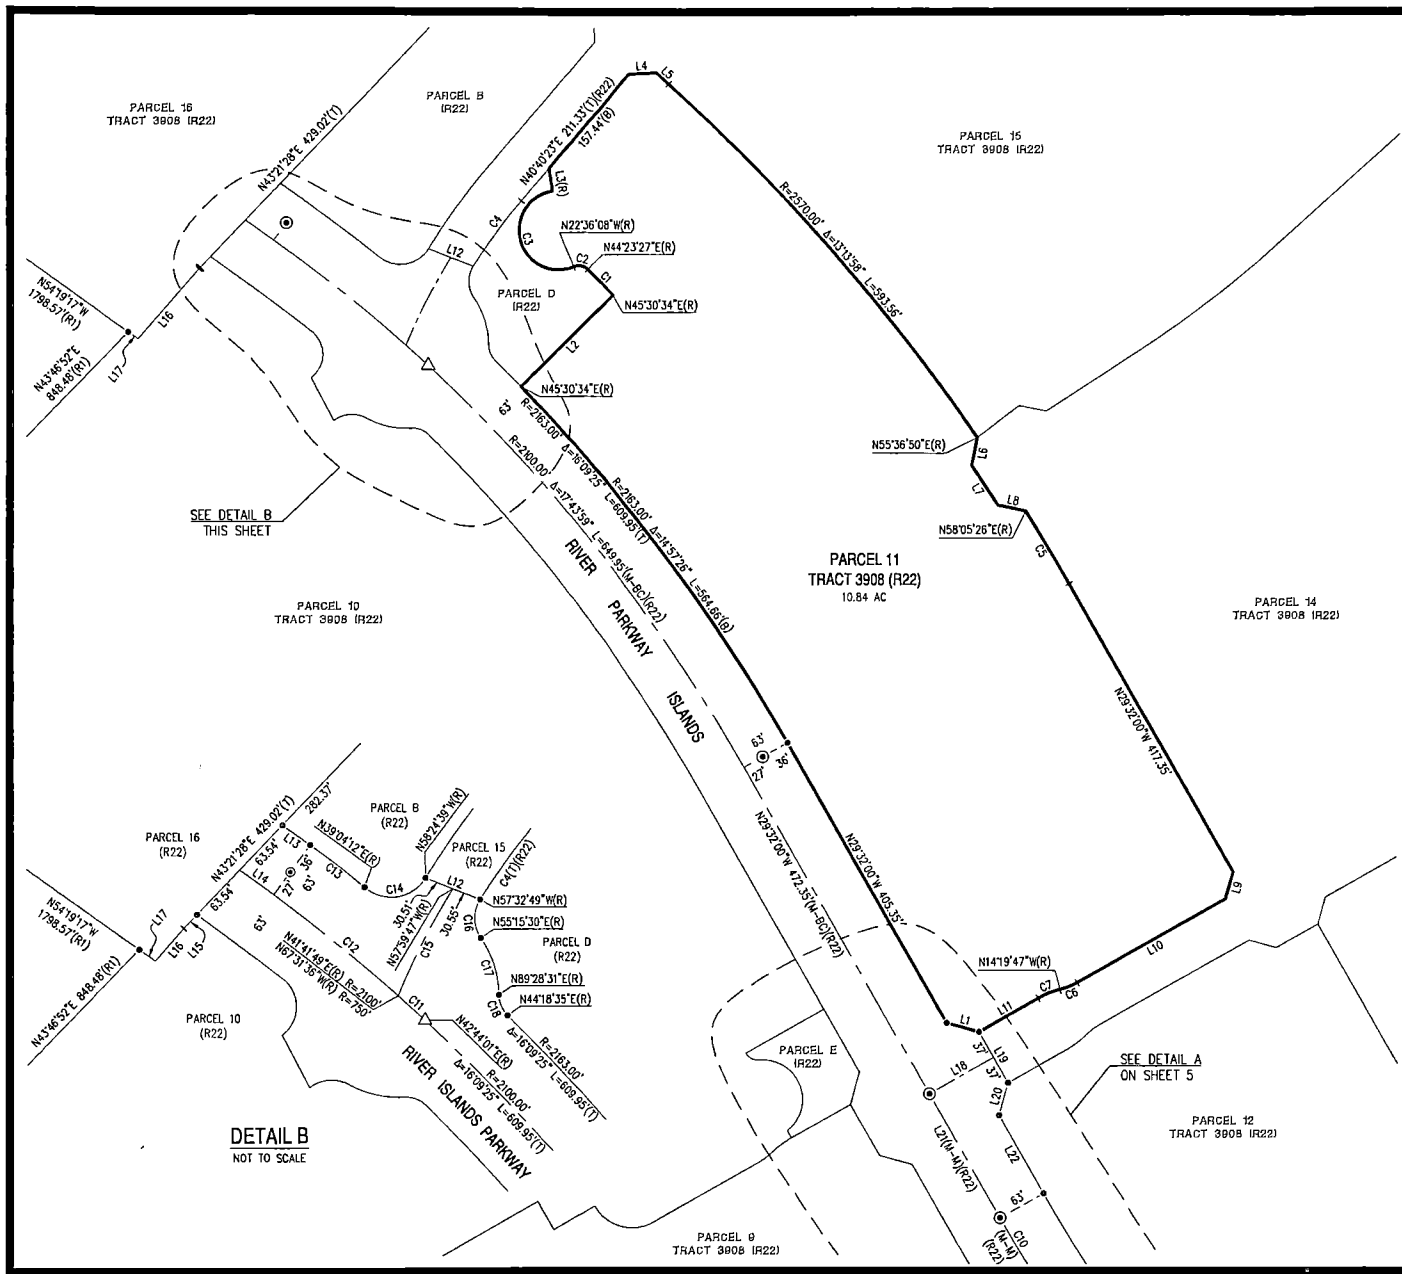 PARCEL 16
TRACT 3908 (R22)
PARCEL B
(R22)
N43°21'28"E 429.02'(T)
N40°40'23"E 211.33'(T)(R22)
157.44'(B)
L4
L5
L3(R)
C4
C3
N22°36'08"W(R)
N44°23'27"E(R)
C2
C1
L12
PARCEL D
(R22)
N45°30'34"E(R)
L2
N45°30'34"E(R)
PARCEL 15
TRACT 3908 (R22)
R=2570.00' Δ=13°13'58" L=593.56'
N54°19'17"W
1798.57'(R1)
L16
L17
N43°46'52"E
848.48'(R1)
63'
R=2163.00' Δ=16°09'25" L=609.95'(T)
R=2163.00' Δ=14°57'26" L=564.66'(B)
R=2100.00' Δ=17°43'59" L=649.95'(M-BC)(R22)
RIVER
PARKWAY
ISLANDS
N55°36'50"E(R)
L6
L7
L8
N58°05'26"E(R)
C5
SEE DETAIL B
THIS SHEET
PARCEL 11
TRACT 3908 (R22)
10.84 AC
PARCEL 10
TRACT 3908 (R22)
PARCEL 14
TRACT 3908 (R22)
N29°32'00"W 417.35'
63'
36'
27'
N29°32'00"W 405.35'
N29°32'00"W 472.35'(M-BC)(R22)
L9
L10
N14°19'47"W(R)
C7
C6
L11
L1
37'
L19
37'
L18
L20
SEE DETAIL A
ON SHEET 5
PARCEL E
(R22)
L21(M-M)(R22)
L22
63'
C10
(M-M)
(R22)
PARCEL 12
TRACT 3908 (R22)
PARCEL 9
TRACT 3908 (R22)
PARCEL 16
(R22)
N43°21'28"E 429.02'(T)
282.37'
63.54'
63.54'
L13
L14
36'
27'
63'
63'
N39°04'12"E(R)
PARCEL B
(R22)
N58°24'39"W(R)
PARCEL 15
(R22)
C4(T)(R22)
C13
C14
L12
30.51'
30.55'
N57°59'47"W(R)
C15
N57°32'49"W(R)
C16
N55°15'30"E(R)
PARCEL D
(R22)
C17
N89°28'31"E(R)
C18
N44°18'35"E(R)
N54°19'17"W
1798.57'(R1)
L17
L16
L15
N43°46'52"E 848.48'(R1)
C12
N41°41'49"E(R) R=2100'
N67°31'36"W(R) R=750'
C11
N42°44'01"E(R)
R=2163.00'
Δ=16°09'25" L=609.95'(T)
R=2100.00'
Δ=16°09'25" L=609.95'(T)
PARCEL 10
(R22)
RIVER ISLANDS PARKWAY
DETAIL B
NOT TO SCALE